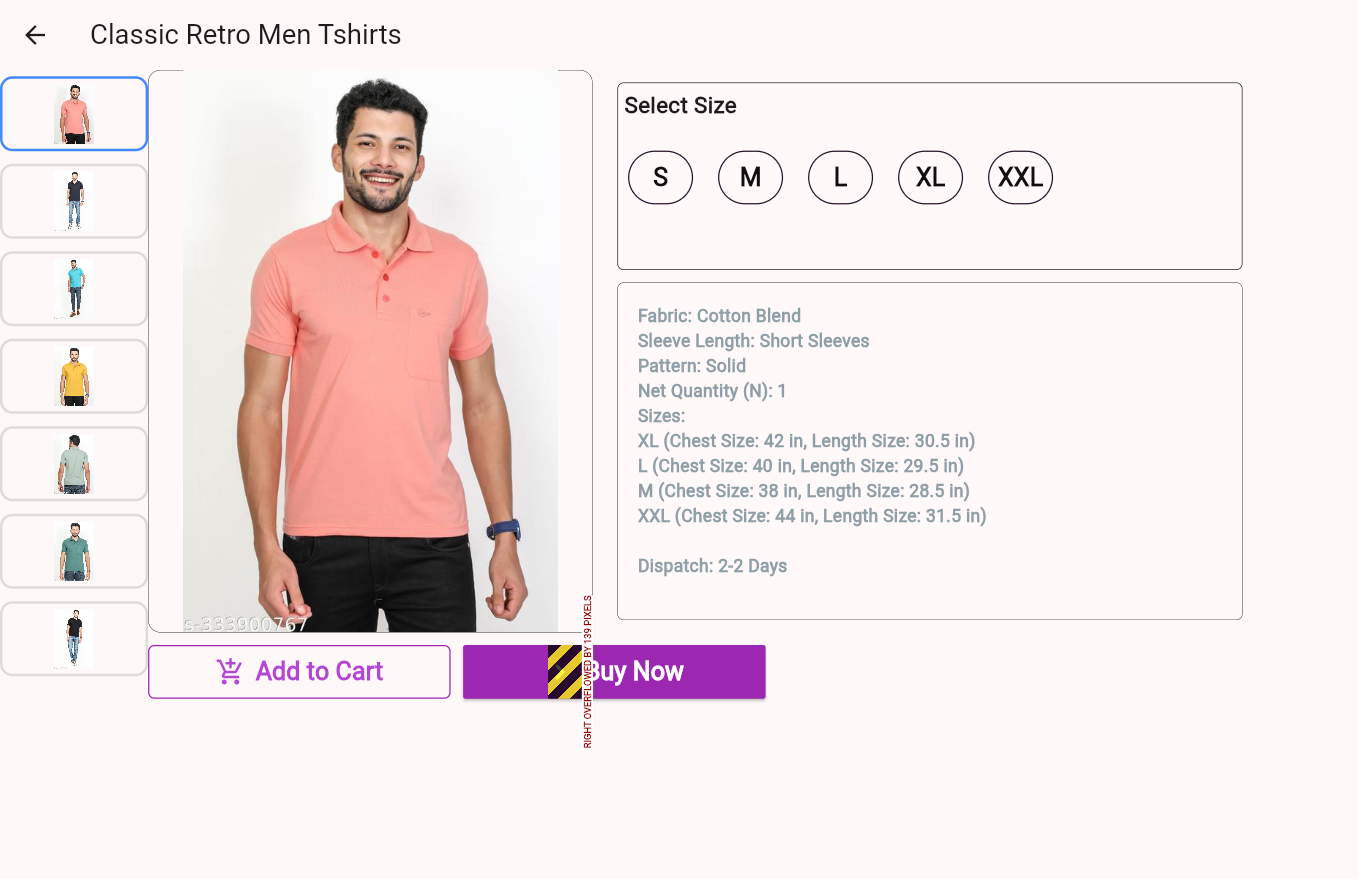 Classic Retro Men Tshirts
Select Size
S M L XL XXL
Fabric: Cotton Blend
Sleeve Length: Short Sleeves
Pattern: Solid
Net Quantity (N): 1
Sizes:
XL (Chest Size: 42 in, Length Size: 30.5 in)
L (Chest Size: 40 in, Length Size: 29.5 in)
M (Chest Size: 38 in, Length Size: 28.5 in)
XXL (Chest Size: 44 in, Length Size: 31.5 in)
Dispatch: 2-2 Days
s-333900767
Add to Cart
Buy Now
RIGHT OVERFLOWED BY 139 PIXELS